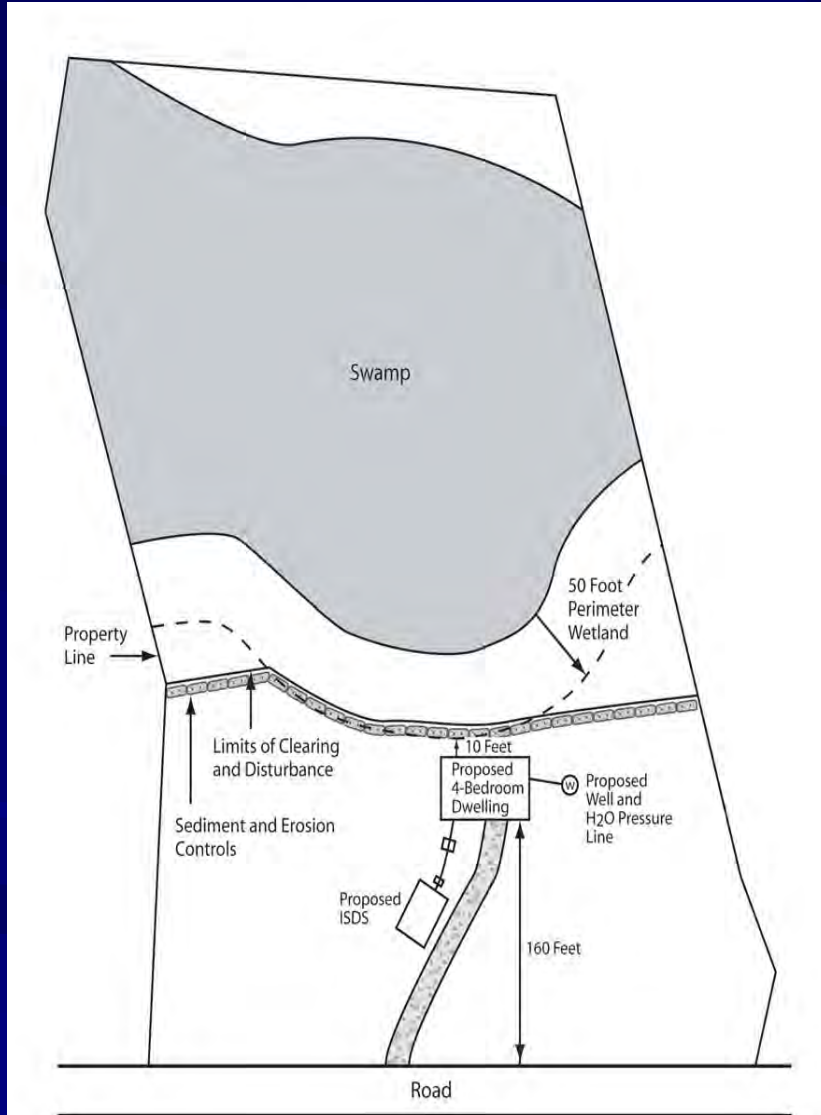 Swamp
50 Foot
Perimeter
Wetland
Property
Line
Limits of Clearing
and Disturbance
10 Feet
Proposed
4-Bedroom
Dwelling
W
Proposed
Well and
H2O Pressure
Line
Sediment and Erosion
Controls
Proposed
ISDS
160 Feet
Road